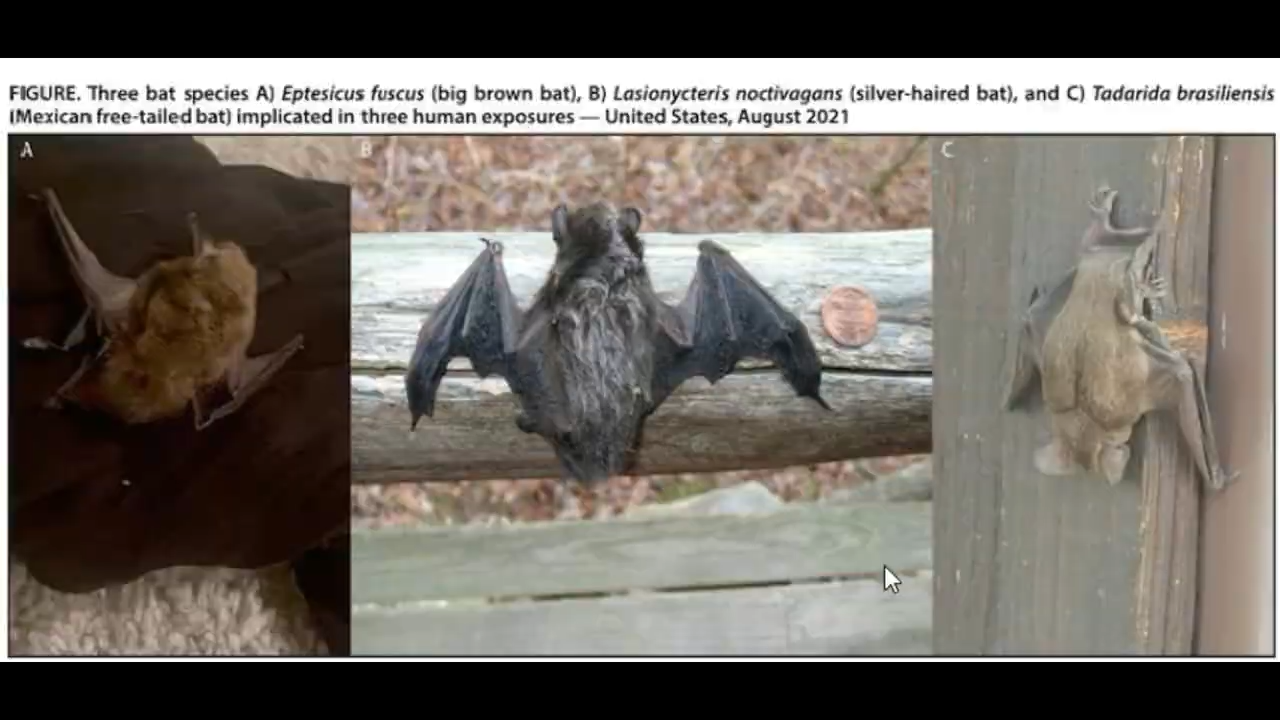 FIGURE. Three bat species A) Eptesicus fuscus (big brown bat), B) Lasionycteris noctivagans (silver-haired bat), and C) Tadarida brasiliensis
(Mexican free-tailed bat) implicated in three human exposures — United States, August 2021
A B C